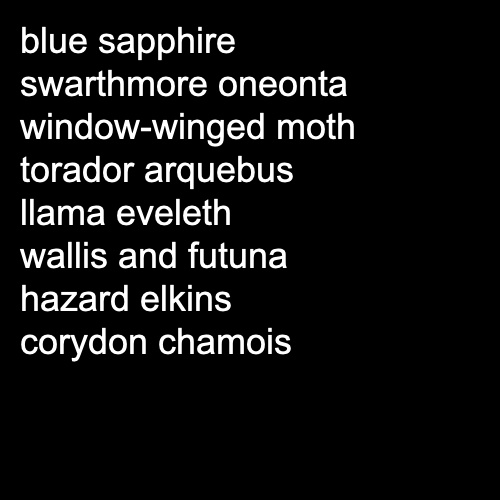 blue sapphire
swarthmore oneonta
window-winged moth
torador arquebus
llama eveleth
wallis and futuna
hazard elkins
corydon chamois